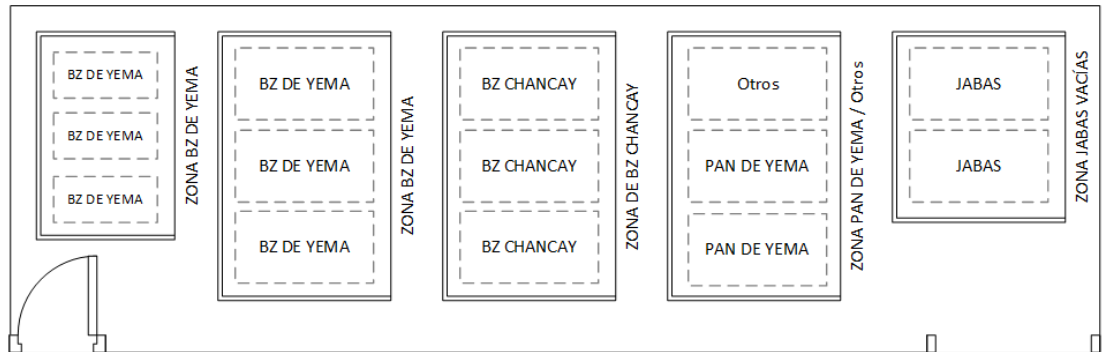 BZ DE YEMA
BZ DE YEMA
BZ DE YEMA
ZONA BZ DE YEMA
BZ DE YEMA
BZ DE YEMA
BZ DE YEMA
ZONA BZ DE YEMA
BZ CHANCAY
BZ CHANCAY
BZ CHANCAY
ZONA DE BZ CHANCAY
Otros
PAN DE YEMA
PAN DE YEMA
ZONA PAN DE YEMA / Otros
JABAS
JABAS
ZONA JABAS VACÍAS